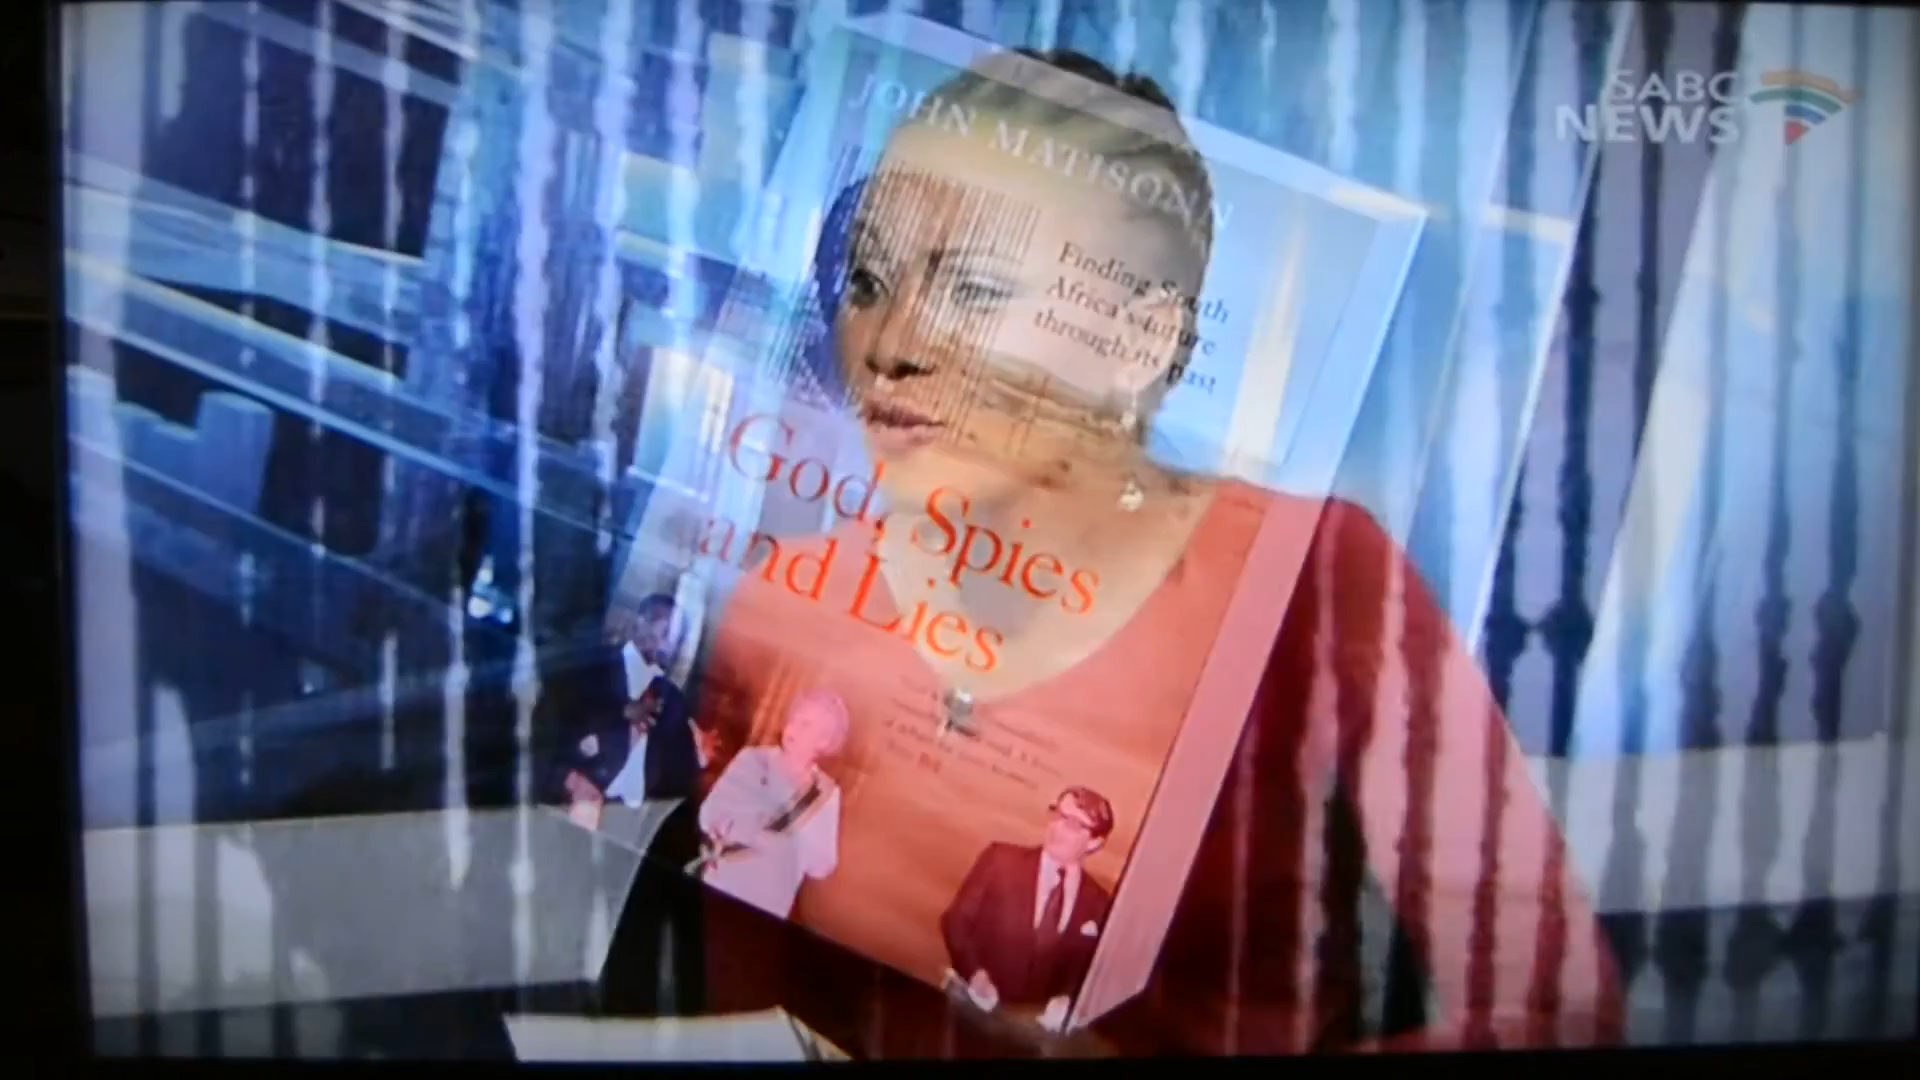 SABC
NEWS
JOHN MATISONN
Finding South
Africa's future
through its past
God, Spies
and Lies